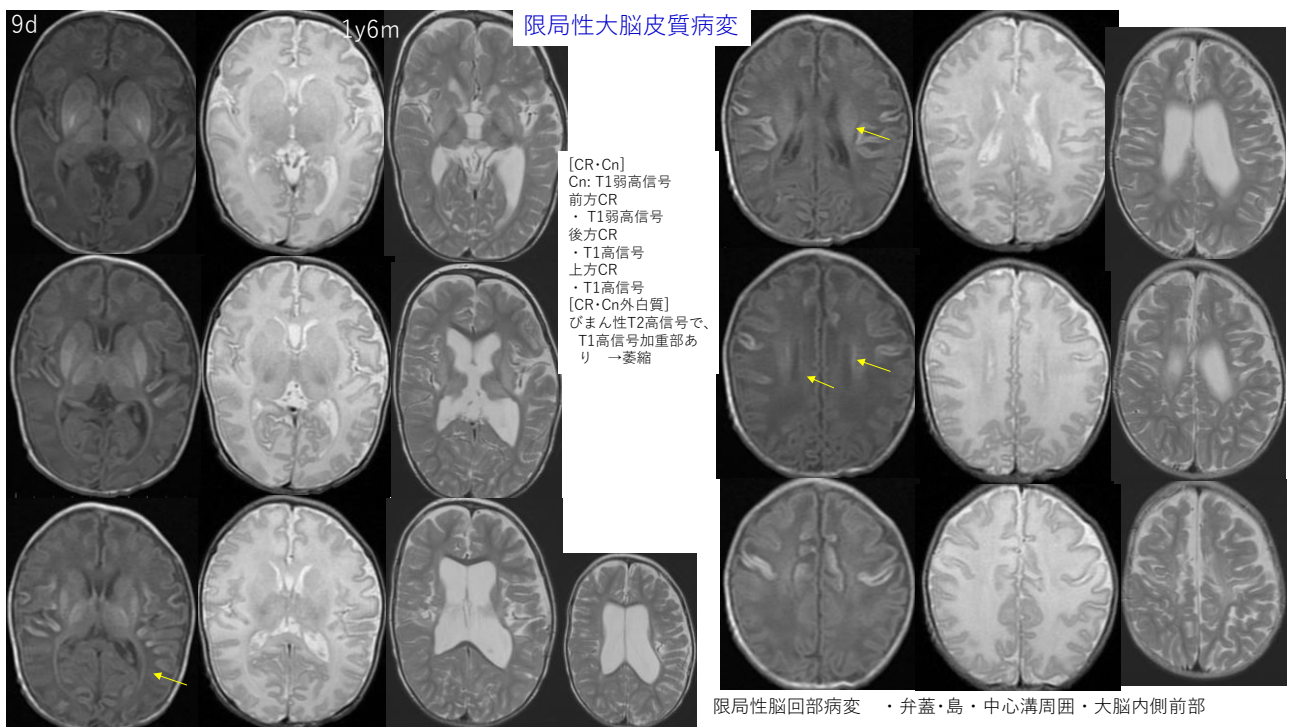 9d
1y6m
限局性大脳皮質病変
[CR・Cn]
Cn: T1弱高信号
前方CR
・ T1弱高信号
後方CR
・T1高信号
上方CR
・T1高信号
[CR・Cn外白質]
びまん性T2高信号で、
T1高信号加重部あ
り →萎縮
限局性脳回部病変 ・弁蓋・島・中心溝周囲・大脳内側前部